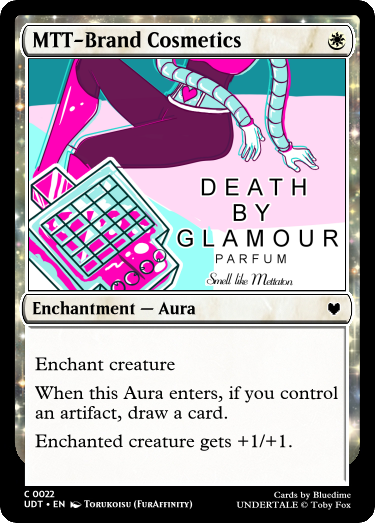 MTT-Brand Cosmetics
DEATH
BY
GLAMOUR
PARFUM
Smell like Mettaton
Enchantment — Aura
Enchant creature
When this Aura enters, if you control
an artifact, draw a card.
Enchanted creature gets +1/+1.
C 0022
UDT • EN Torukoisu (FurAffinity)
Cards by Bluedime
UNDERTALE © Toby Fox